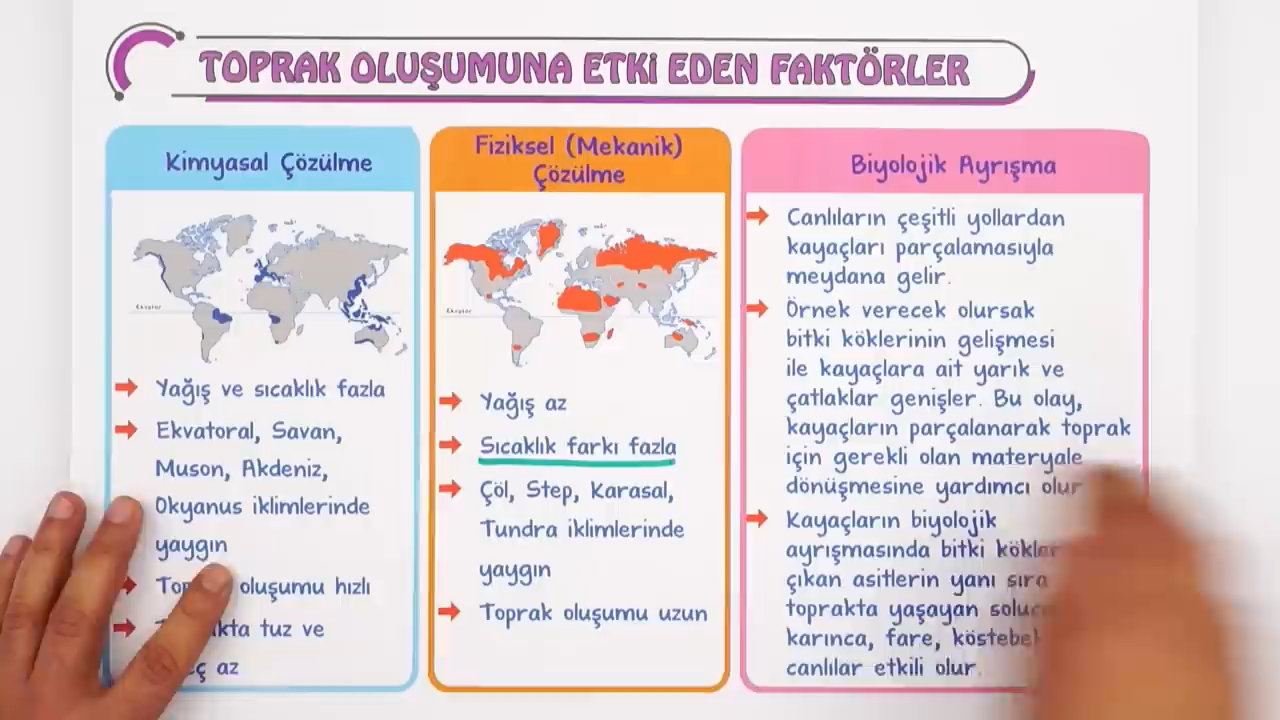 TOPRAK OLUŞUMUNA ETKİ EDEN FAKTÖRLER
Kimyasal Çözülme
Ekvator
Yağış ve sıcaklık fazla
Ekvatoral, Savan,
Muson, Akdeniz,
Okyanus iklimlerinde
yaygın
oluşumu hızlı
tuz ve
az
Fiziksel (Mekanik)
Çözülme
Ekvator
Yağış az
Sıcaklık farkı fazla
Çöl, Step, Karasal,
Tundra iklimlerinde
yaygın
Toprak oluşumu uzun
Biyolojik Ayrışma
Canlıların çeşitli yollardan
kayaçları parçalamasıyla
meydana gelir.
Örnek verecek olursak
bitki köklerinin gelişmesi
ile kayaçlara ait yarık ve
çatlaklar genişler. Bu olay,
kayaçların parçalanarak toprak
için gerekli olan materyale
dönüşmesine yardımcı olur
Kayaçların biyolojik
ayrışmasında bitki
çıkan asitlerin yanı sıra
toprakta yaşayan
karınca, fare,
canlılar etkili olur.